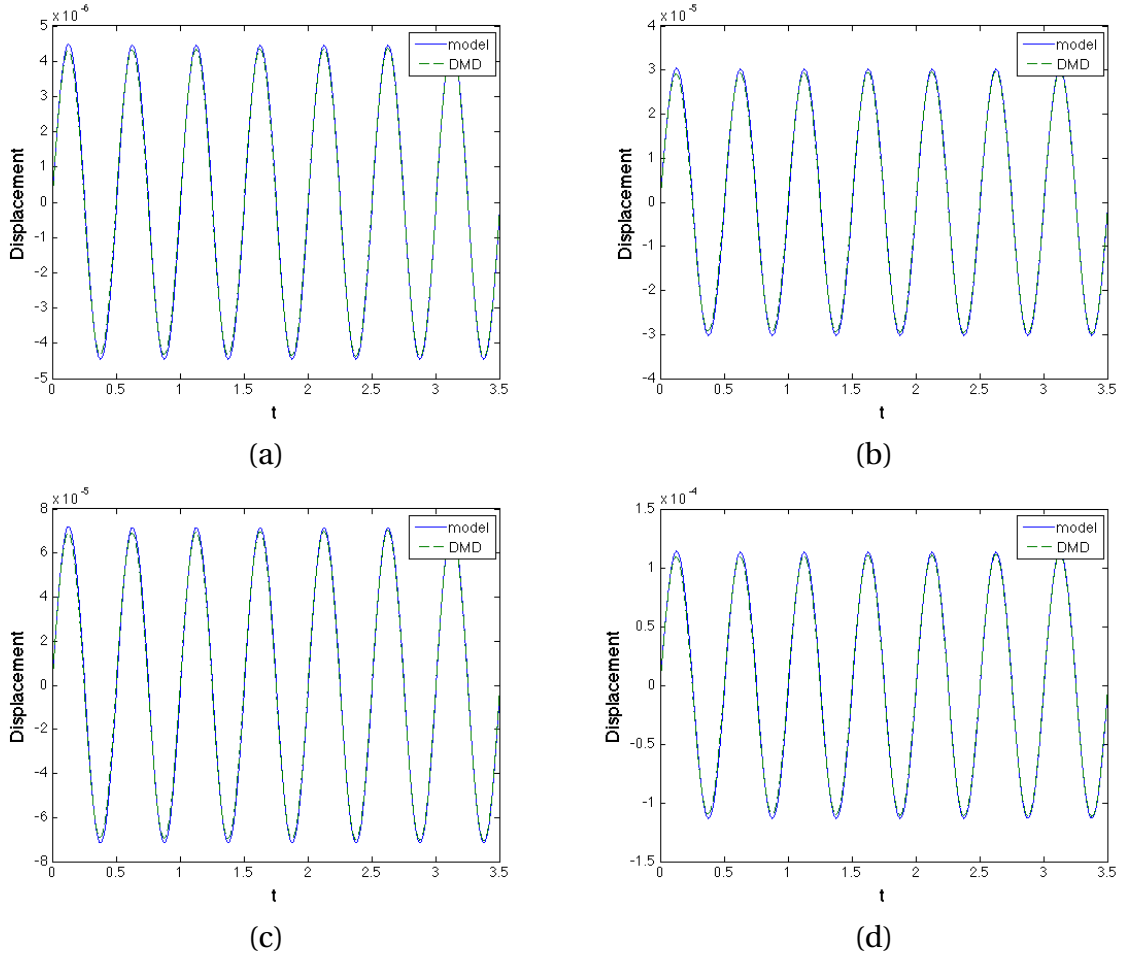 x 10^-6
5
4
3
2
1
0
-1
-2
-3
-4
-5
Displacement
model
DMD
0 0.5 1 1.5 2 2.5 3 3.5
t
(a)
x 10^-5
4
3
2
1
0
-1
-2
-3
-4
Displacement
model
DMD
0 0.5 1 1.5 2 2.5 3 3.5
t
(b)
x 10^-5
8
6
4
2
0
-2
-4
-6
-8
Displacement
model
DMD
0 0.5 1 1.5 2 2.5 3 3.5
t
(c)
x 10^-4
1.5
1
0.5
0
-0.5
-1
-1.5
Displacement
model
DMD
0 0.5 1 1.5 2 2.5 3 3.5
t
(d)